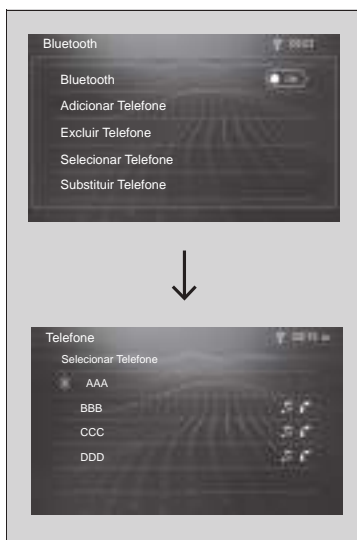 Bluetooth
Bluetooth
Adicionar Telefone
Excluir Telefone
Selecionar Telefone
Substituir Telefone
Telefone
Selecionar Telefone
AAA
BBB
CCC
DDD